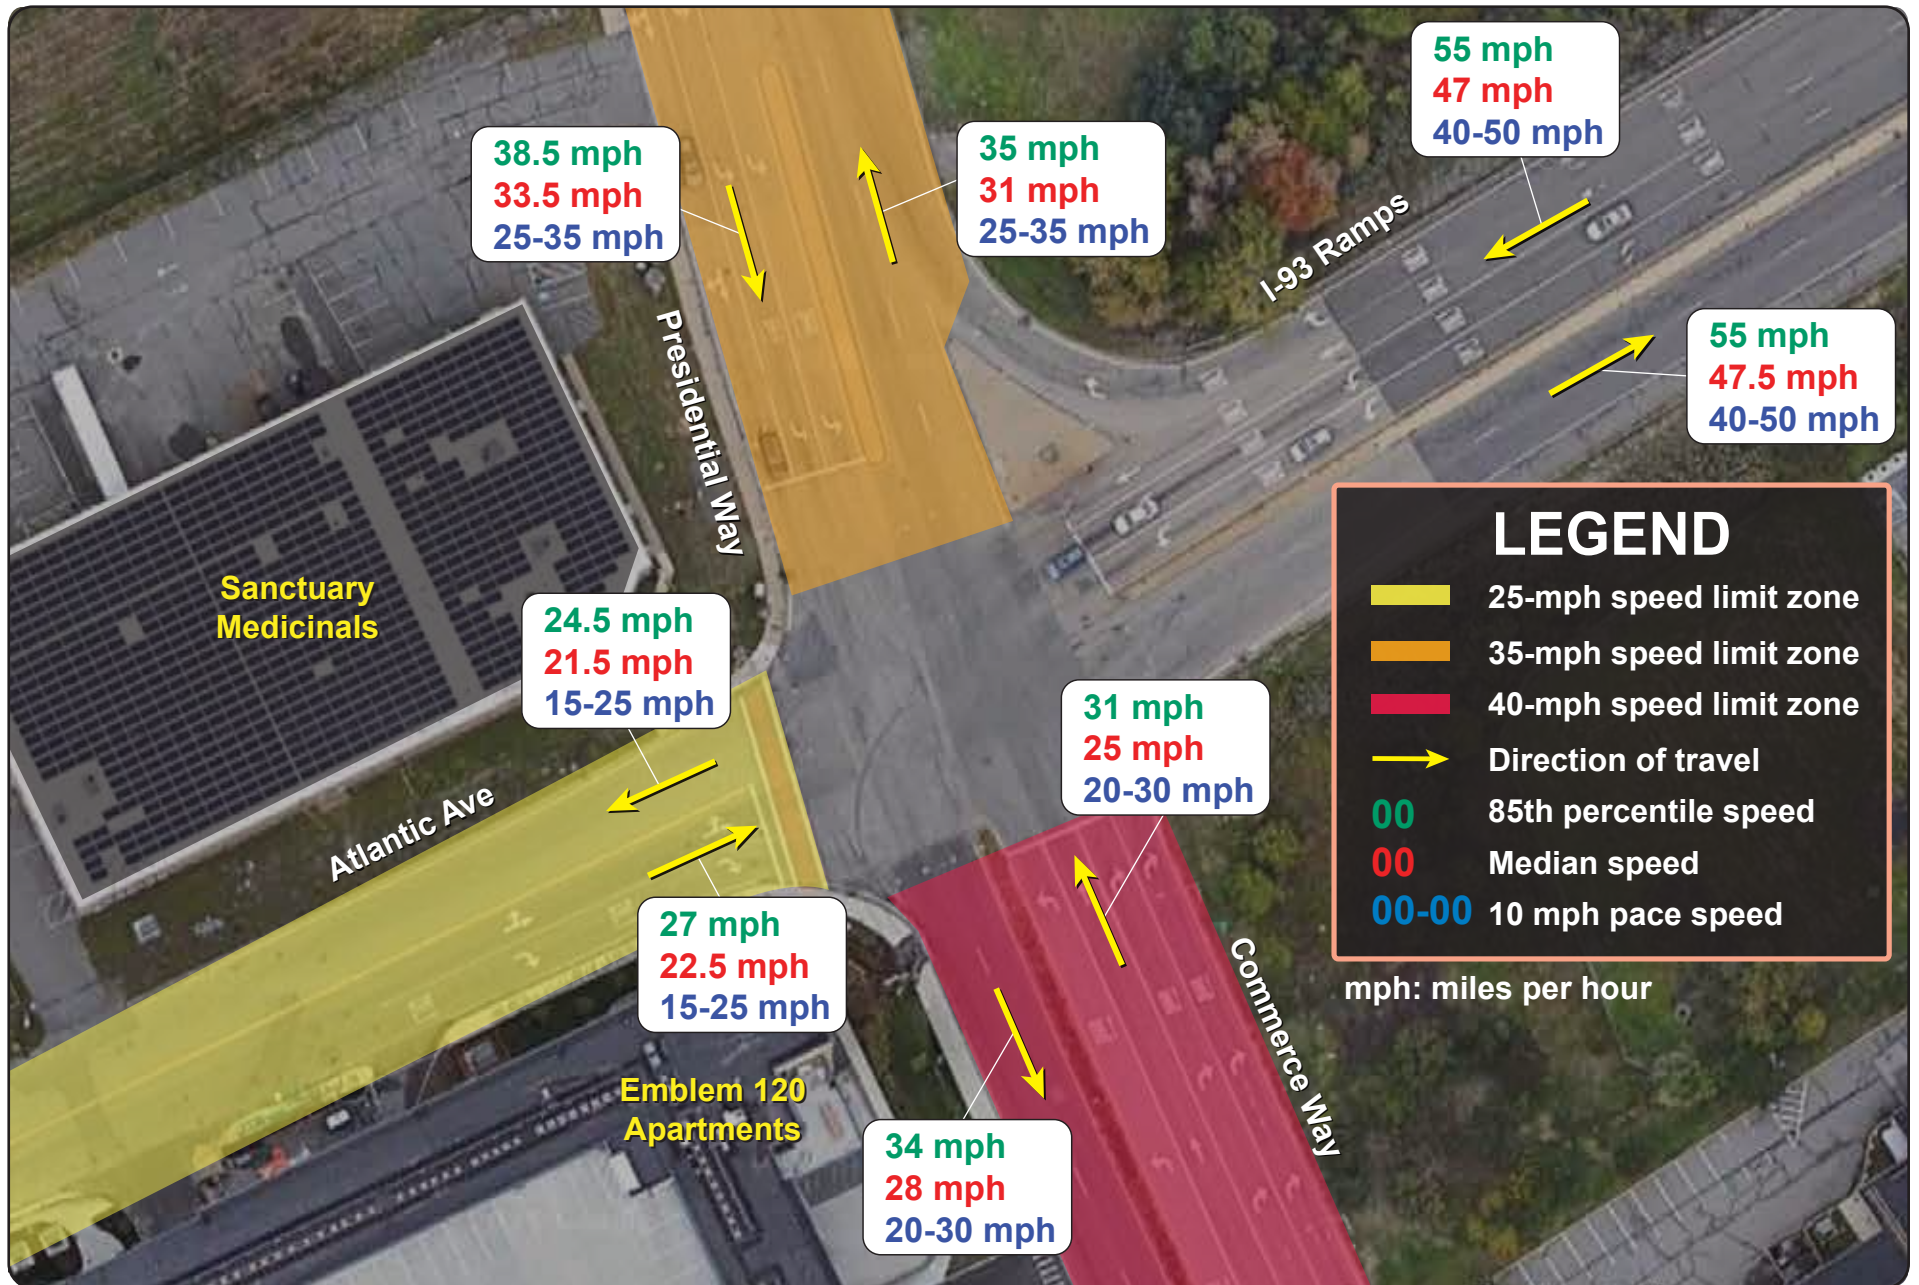 55 mph
47 mph
40-50 mph
38.5 mph
33.5 mph
25-35 mph
35 mph
31 mph
25-35 mph
I-93 Ramps
55 mph
47.5 mph
40-50 mph
Presidential Way
LEGEND
25-mph speed limit zone
35-mph speed limit zone
40-mph speed limit zone
Direction of travel
00 85th percentile speed
00 Median speed
00-00 10 mph pace speed
mph: miles per hour
Sanctuary
Medicinals
24.5 mph
21.5 mph
15-25 mph
31 mph
25 mph
20-30 mph
Atlantic Ave
27 mph
22.5 mph
15-25 mph
Commerce Way
Emblem 120
Apartments
34 mph
28 mph
20-30 mph